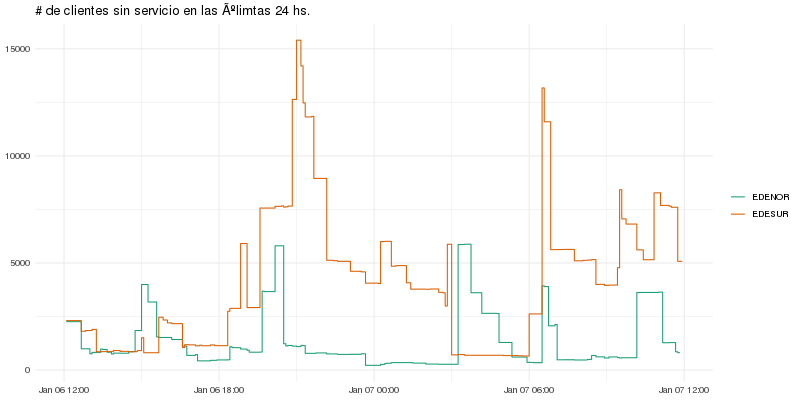 # de clientes sin servicio en las Ãºlimtas 24 hs.
15000
10000
5000
0
Jan 06 12:00 Jan 06 18:00 Jan 07 00:00 Jan 07 06:00 Jan 07 12:00
EDENOR
EDESUR